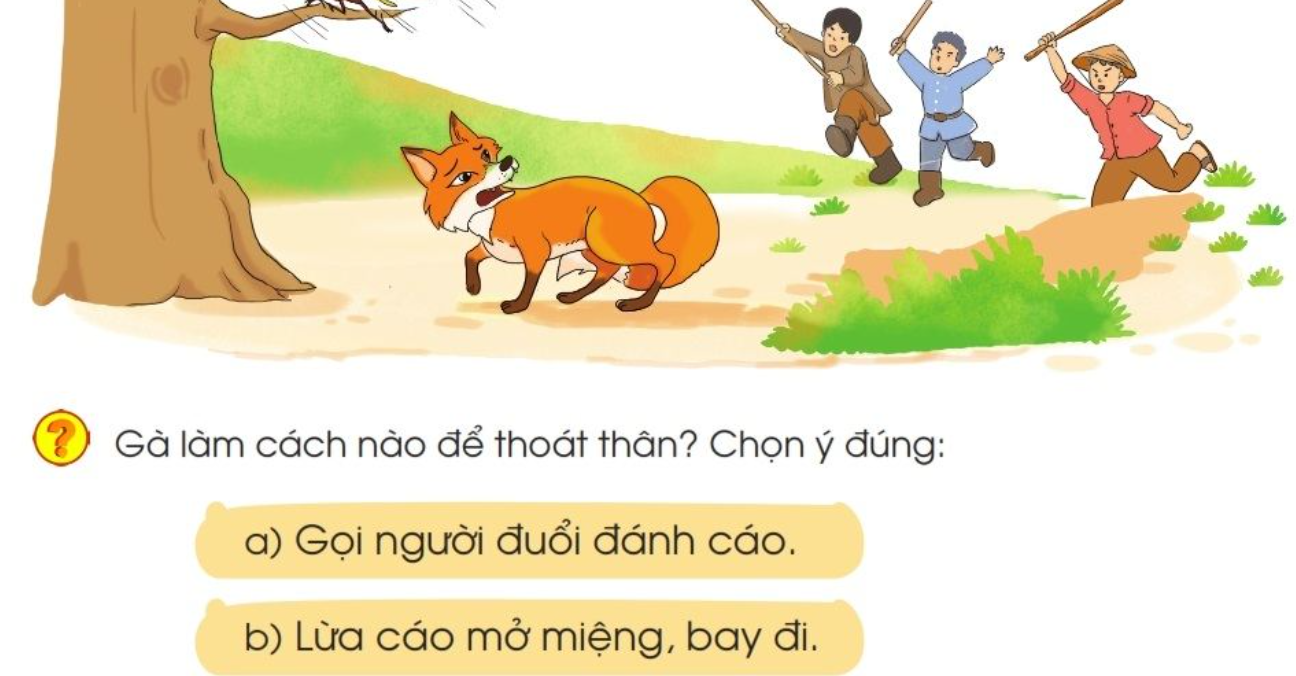 ?
Gà làm cách nào để thoát thân? Chọn ý đúng:
a) Gọi người đuổi đánh cáo.
b) Lừa cáo mở miệng, bay đi.